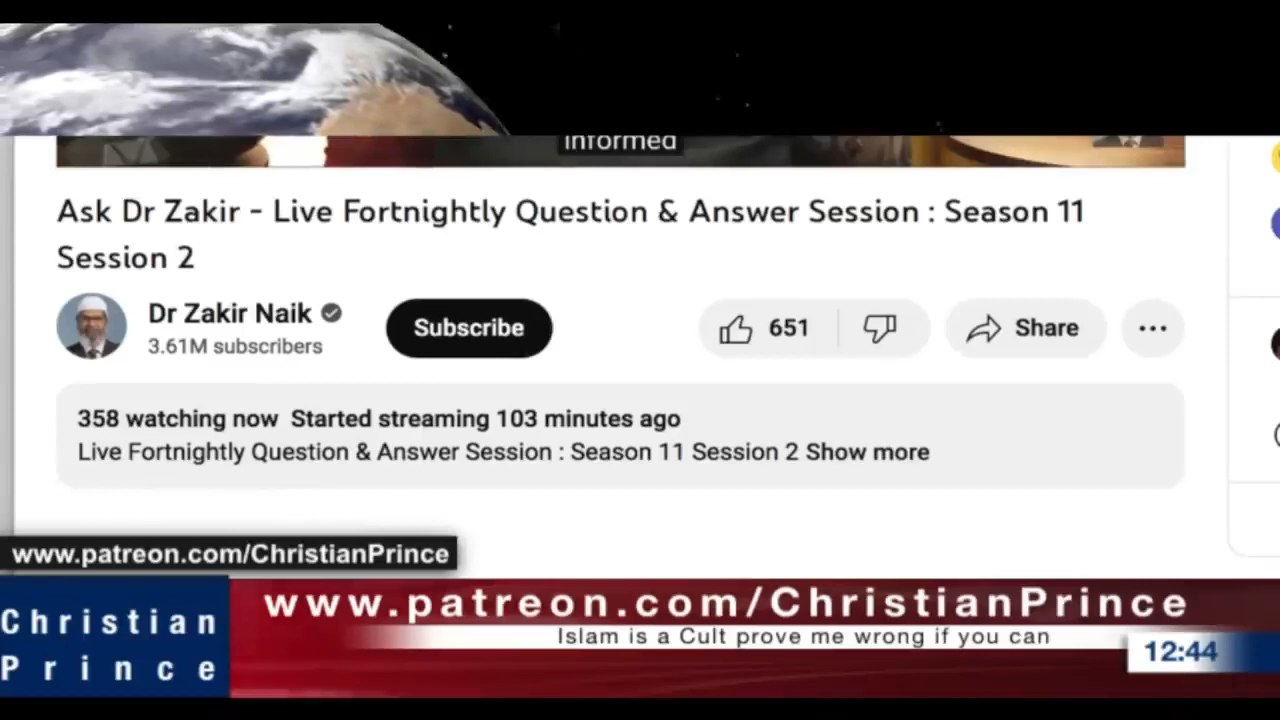 informed
Ask Dr Zakir - Live Fortnightly Question & Answer Session : Season 11
Session 2
Dr Zakir Naik
3.61M subscribers
Subscribe
651
Share
358 watching now Started streaming 103 minutes ago
Live Fortnightly Question & Answer Session : Season 11 Session 2 Show more
www.patreon.com/ChristianPrince
Christian
Prince
www.patreon.com/ChristianPrince
Islam is a Cult prove me wrong if you can
12:44